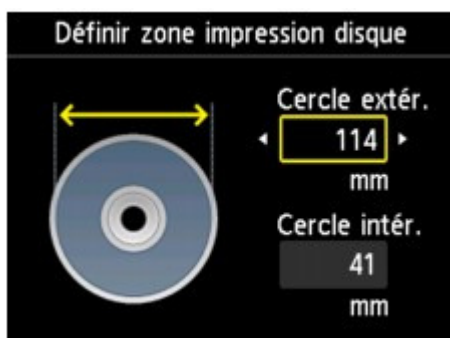 Définir zone impression disque
Cercle extér.
114
mm
Cercle intér.
41
mm